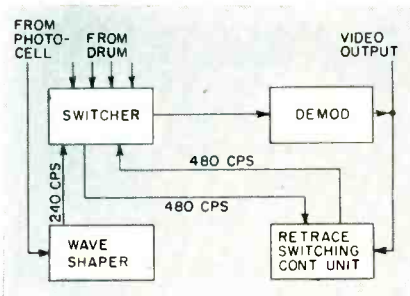 FROM
PHOTO-
CELL
FROM
DRUM
VIDEO
OUTPUT
SWITCHER
DEMOD
480 CPS
240 CPS
480 CPS
WAVE
SHAPER
RETRACE
SWITCHING
CONT UNIT